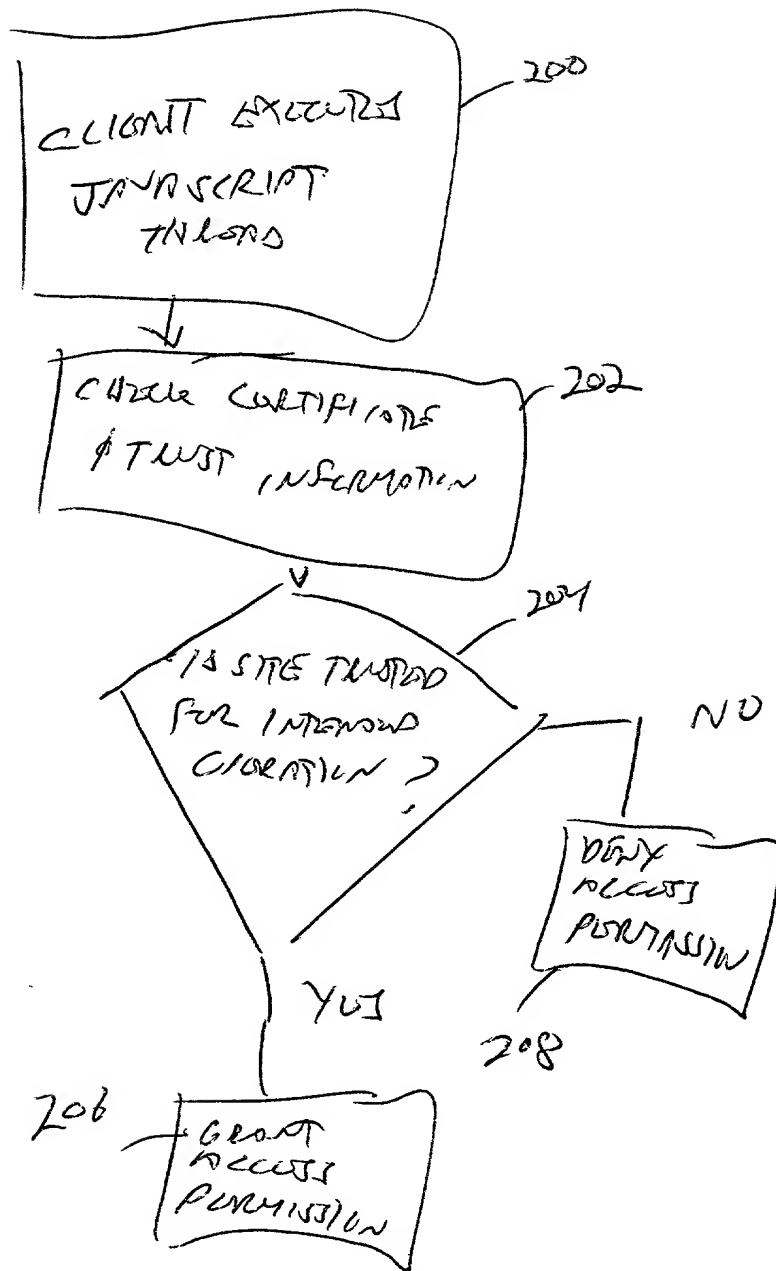 CLIENT EXECUTES
JAVASCRIPT
200
CHECK CERTIFICATE
& TRUST INFORMATION
202
204
IS SITE TRUSTED
FOR INTENDED
OPERATION ?
NO
DENY
ACCESS
PERMISSION
208
YES
206
GRANT
ACCESS
PERMISSION